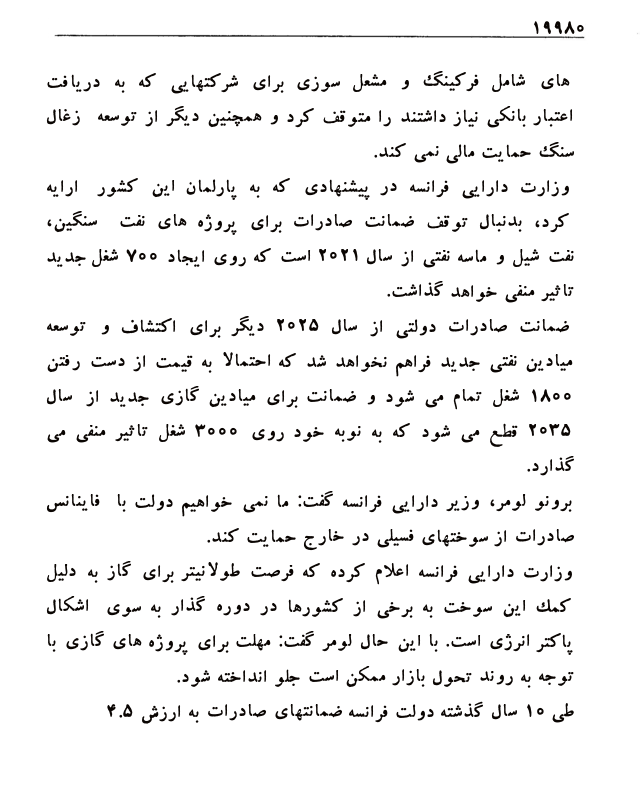 ۱۹۹۸۰
های شامل فرکینگ و مشعل سوزی برای شرکتهایی که به دریافت
اعتبار بانکی نیاز داشتند را متوقف کرد و همچنین دیگر از توسعه زغال
سنگ حمایت مالی نمی کند.
وزارت دارایی فرانسه در پیشنهادی که به پارلمان این کشور ارایه
کرد، بدنبال توقف ضمانت صادرات برای پروژه های نفت سنگین،
نفت شیل و ماسه نفتی از سال ۲۰۲۱ است که روی ایجاد ۷۰۰ شغل جدید
تاثیر منفی خواهد گذاشت.
ضمانت صادرات دولتی از سال ۲۰۲۵ دیگر برای اکتشاف و توسعه
میادین نفتی جدید فراهم نخواهد شد که احتمالا به قیمت از دست رفتن
۱۸۰۰ شغل تمام می شود و ضمانت برای میادین گازی جدید از سال
۲۰۳۵ قطع می شود که به نوبه خود روی ۳۰۰۰ شغل تاثیر منفی می
گذارد.
برونو لومر، وزیر دارایی فرانسه گفت: ما نمی خواهیم دولت با فاینانس
صادرات از سوختهای فسیلی در خارج حمایت کند.
وزارت دارایی فرانسه اعلام کرده که فرصت طولانیتر برای گاز به دلیل
کمك این سوخت به برخی از کشورها در دوره گذار به سوی اشکال
پاکتر انرژی است. با این حال لومر گفت: مهلت برای پروژه های گازی با
توجه به روند تحول بازار ممکن است جلو انداخته شود.
طی ۱۰ سال گذشته دولت فرانسه ضمانتهای صادرات به ارزش ۴.۵